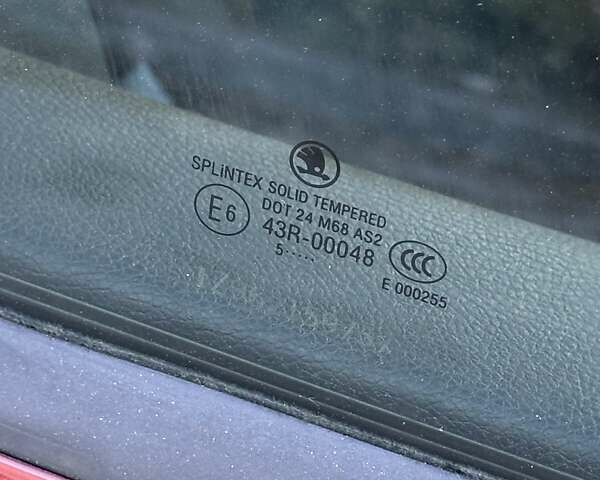 SPLiNTEX SOLID TEMPERED
DOT 24 M68 AS2
E6
43R-00048
5·····
CCC
E 000255